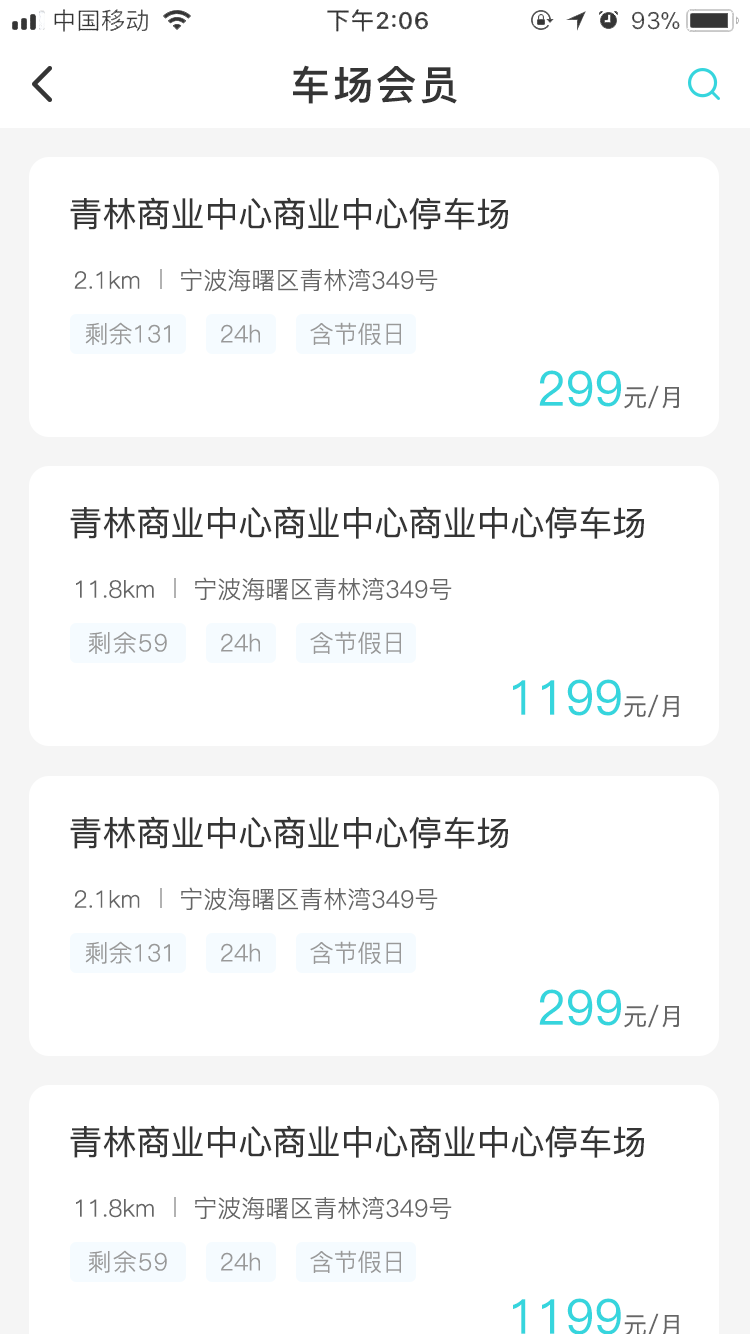 中国移动 下午2:06 93%
车场会员
青林商业中心商业中心停车场
2.1km | 宁波海曙区青林湾349号
剩余131 24h 含节假日
299元/月
青林商业中心商业中心商业中心停车场
11.8km | 宁波海曙区青林湾349号
剩余59 24h 含节假日
1199元/月
青林商业中心商业中心停车场
2.1km | 宁波海曙区青林湾349号
剩余131 24h 含节假日
299元/月
青林商业中心商业中心商业中心停车场
11.8km | 宁波海曙区青林湾349号
剩余59 24h 含节假日
1199元/月